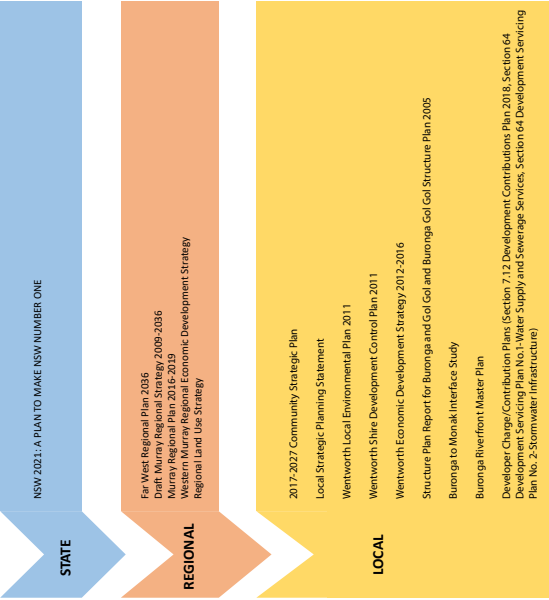 STATE
NSW 2021: A PLAN TO MAKE NSW NUMBER ONE
REGIONAL
Far West Regional Plan 2036
Draft Murray Regional Strategy 2009-2036
Murray Regional Plan 2016-2019
Western Murray Regional Economic Development Strategy
Regional Land Use Strategy
LOCAL
2017-2027 Community Strategic Plan
Local Strategic Planning Statement
Wentworth Local Environmental Plan 2011
Wentworth Shire Development Control Plan 2011
Wentworth Economic Development Strategy 2012-2016
Structure Plan Report for Buronga and Gol Gol and Buronga Gol Gol Structure Plan 2005
Buronga to Monak Interface Study
Buronga Riverfront Master Plan
Developer Charge/Contribution Plans (Section 7.12 Development Contributions Plan 2018, Section 64
Development Servicing Plan No.1-Water Supply and Sewerage Services, Section 64 Development Servicing
Plan No. 2-Stormwater Infrastructure)